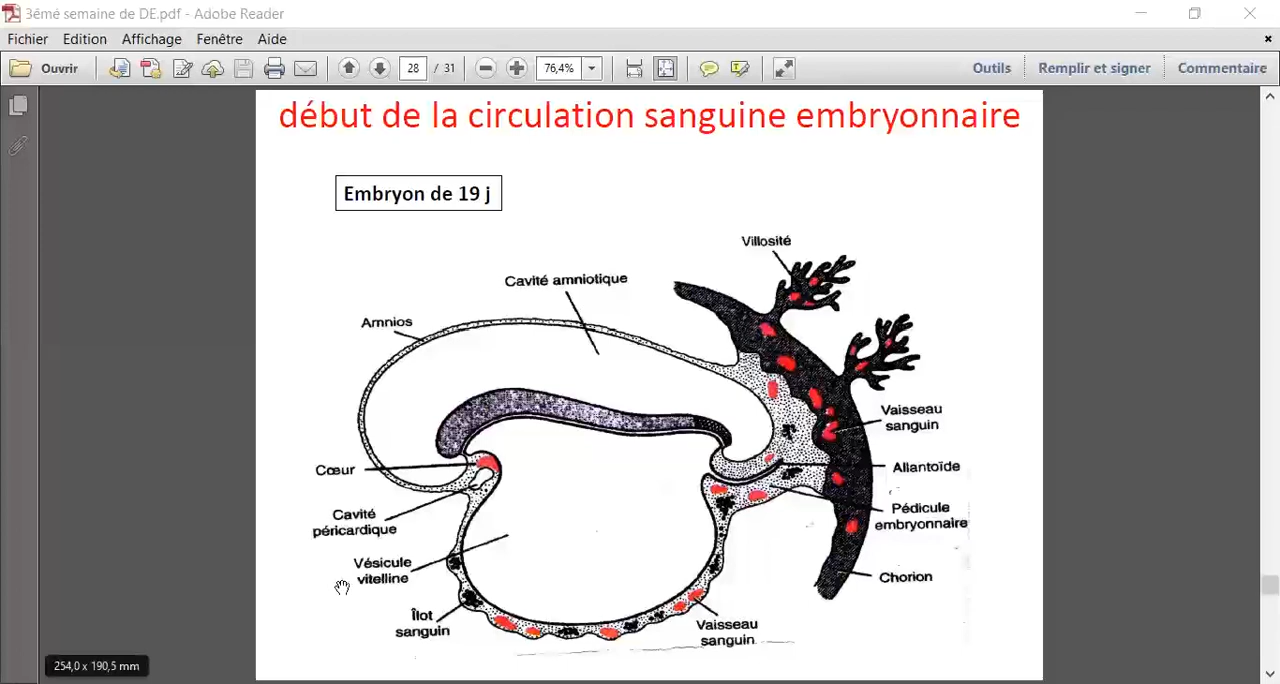 3émé semaine de DE.pdf - Adobe Reader
Fichier Edition Affichage Fenêtre Aide
Ouvrir 28 / 31 76,4% Outils Remplir et signer Commentaire
début de la circulation sanguine embryonnaire
Embryon de 19 j
Villosité
Cavité amniotique
Amnios
Vaisseau
sanguin
Cœur
Allantoïde
Cavité
péricardique
Pédicule
embryonnaire
Vésicule
vitelline
Chorion
Îlot
sanguin
Vaisseau
sanguin
254,0 x 190,5 mm